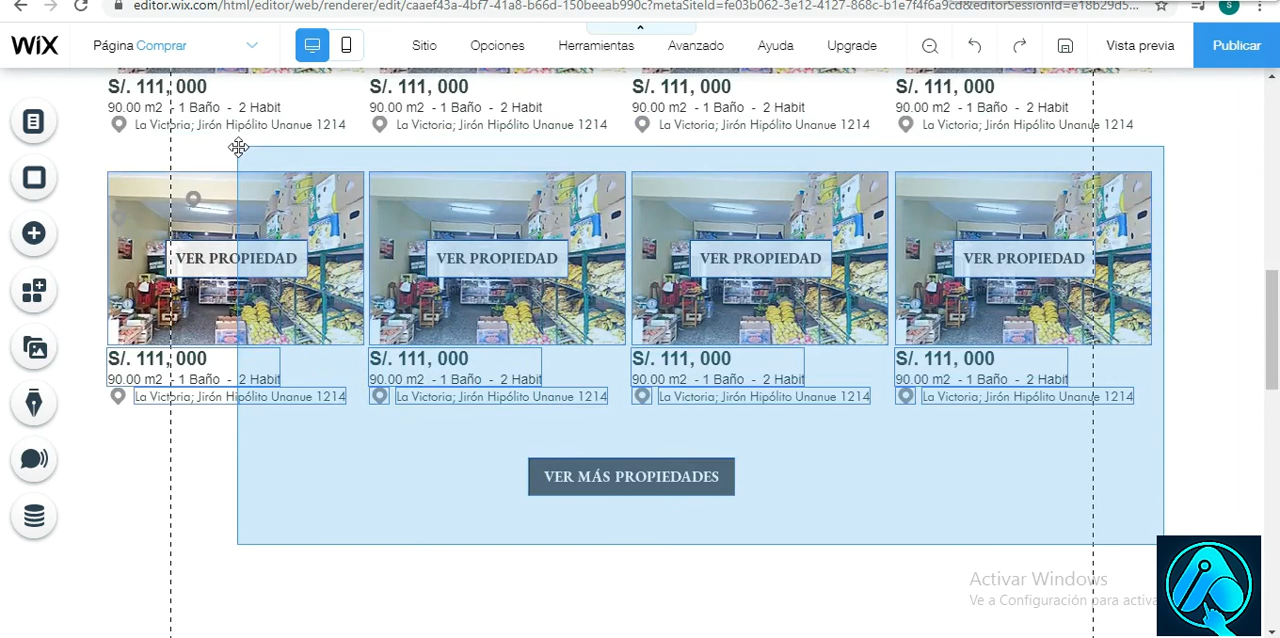 editor.wix.com/html/editor/web/renderer/edit/caaef43a-4bf7-41a8-b66d-150beeab990c?metaSiteId=fe03b062-3e12-4127-868c-b1e7f4f6a9cd&editorSessionId=e18b29d5...
S
WiX
Página Comprar
Sitio
Opciones
Herramientas
Avanzado
Ayuda
Upgrade
Vista previa
Publicar
S/. 111, 000 S/. 111, 000 S/. 111, 000 S/. 111, 000
90.00 m2 - 1 Baño - 2 Habit 90.00 m2 - 1 Baño - 2 Habit 90.00 m2 - 1 Baño - 2 Habit 90.00 m2 - 1 Baño - 2 Habit
La Victoria; Jirón Hipólito Unanue 1214 La Victoria; Jirón Hipólito Unanue 1214 La Victoria; Jirón Hipólito Unanue 1214 La Victoria; Jirón Hipólito Unanue 1214
VER PROPIEDAD VER PROPIEDAD VER PROPIEDAD VER PROPIEDAD
S/. 111, 000 S/. 111, 000 S/. 111, 000 S/. 111, 000
90.00 m2 - 1 Baño - 2 Habit 90.00 m2 - 1 Baño - 2 Habit 90.00 m2 - 1 Baño - 2 Habit 90.00 m2 - 1 Baño - 2 Habit
La Victoria; Jirón Hipólito Unanue 1214 La Victoria; Jirón Hipólito Unanue 1214 La Victoria; Jirón Hipólito Unanue 1214 La Victoria; Jirón Hipólito Unanue 1214
VER MÁS PROPIEDADES
Activar Windows
Ve a Configuración para activa